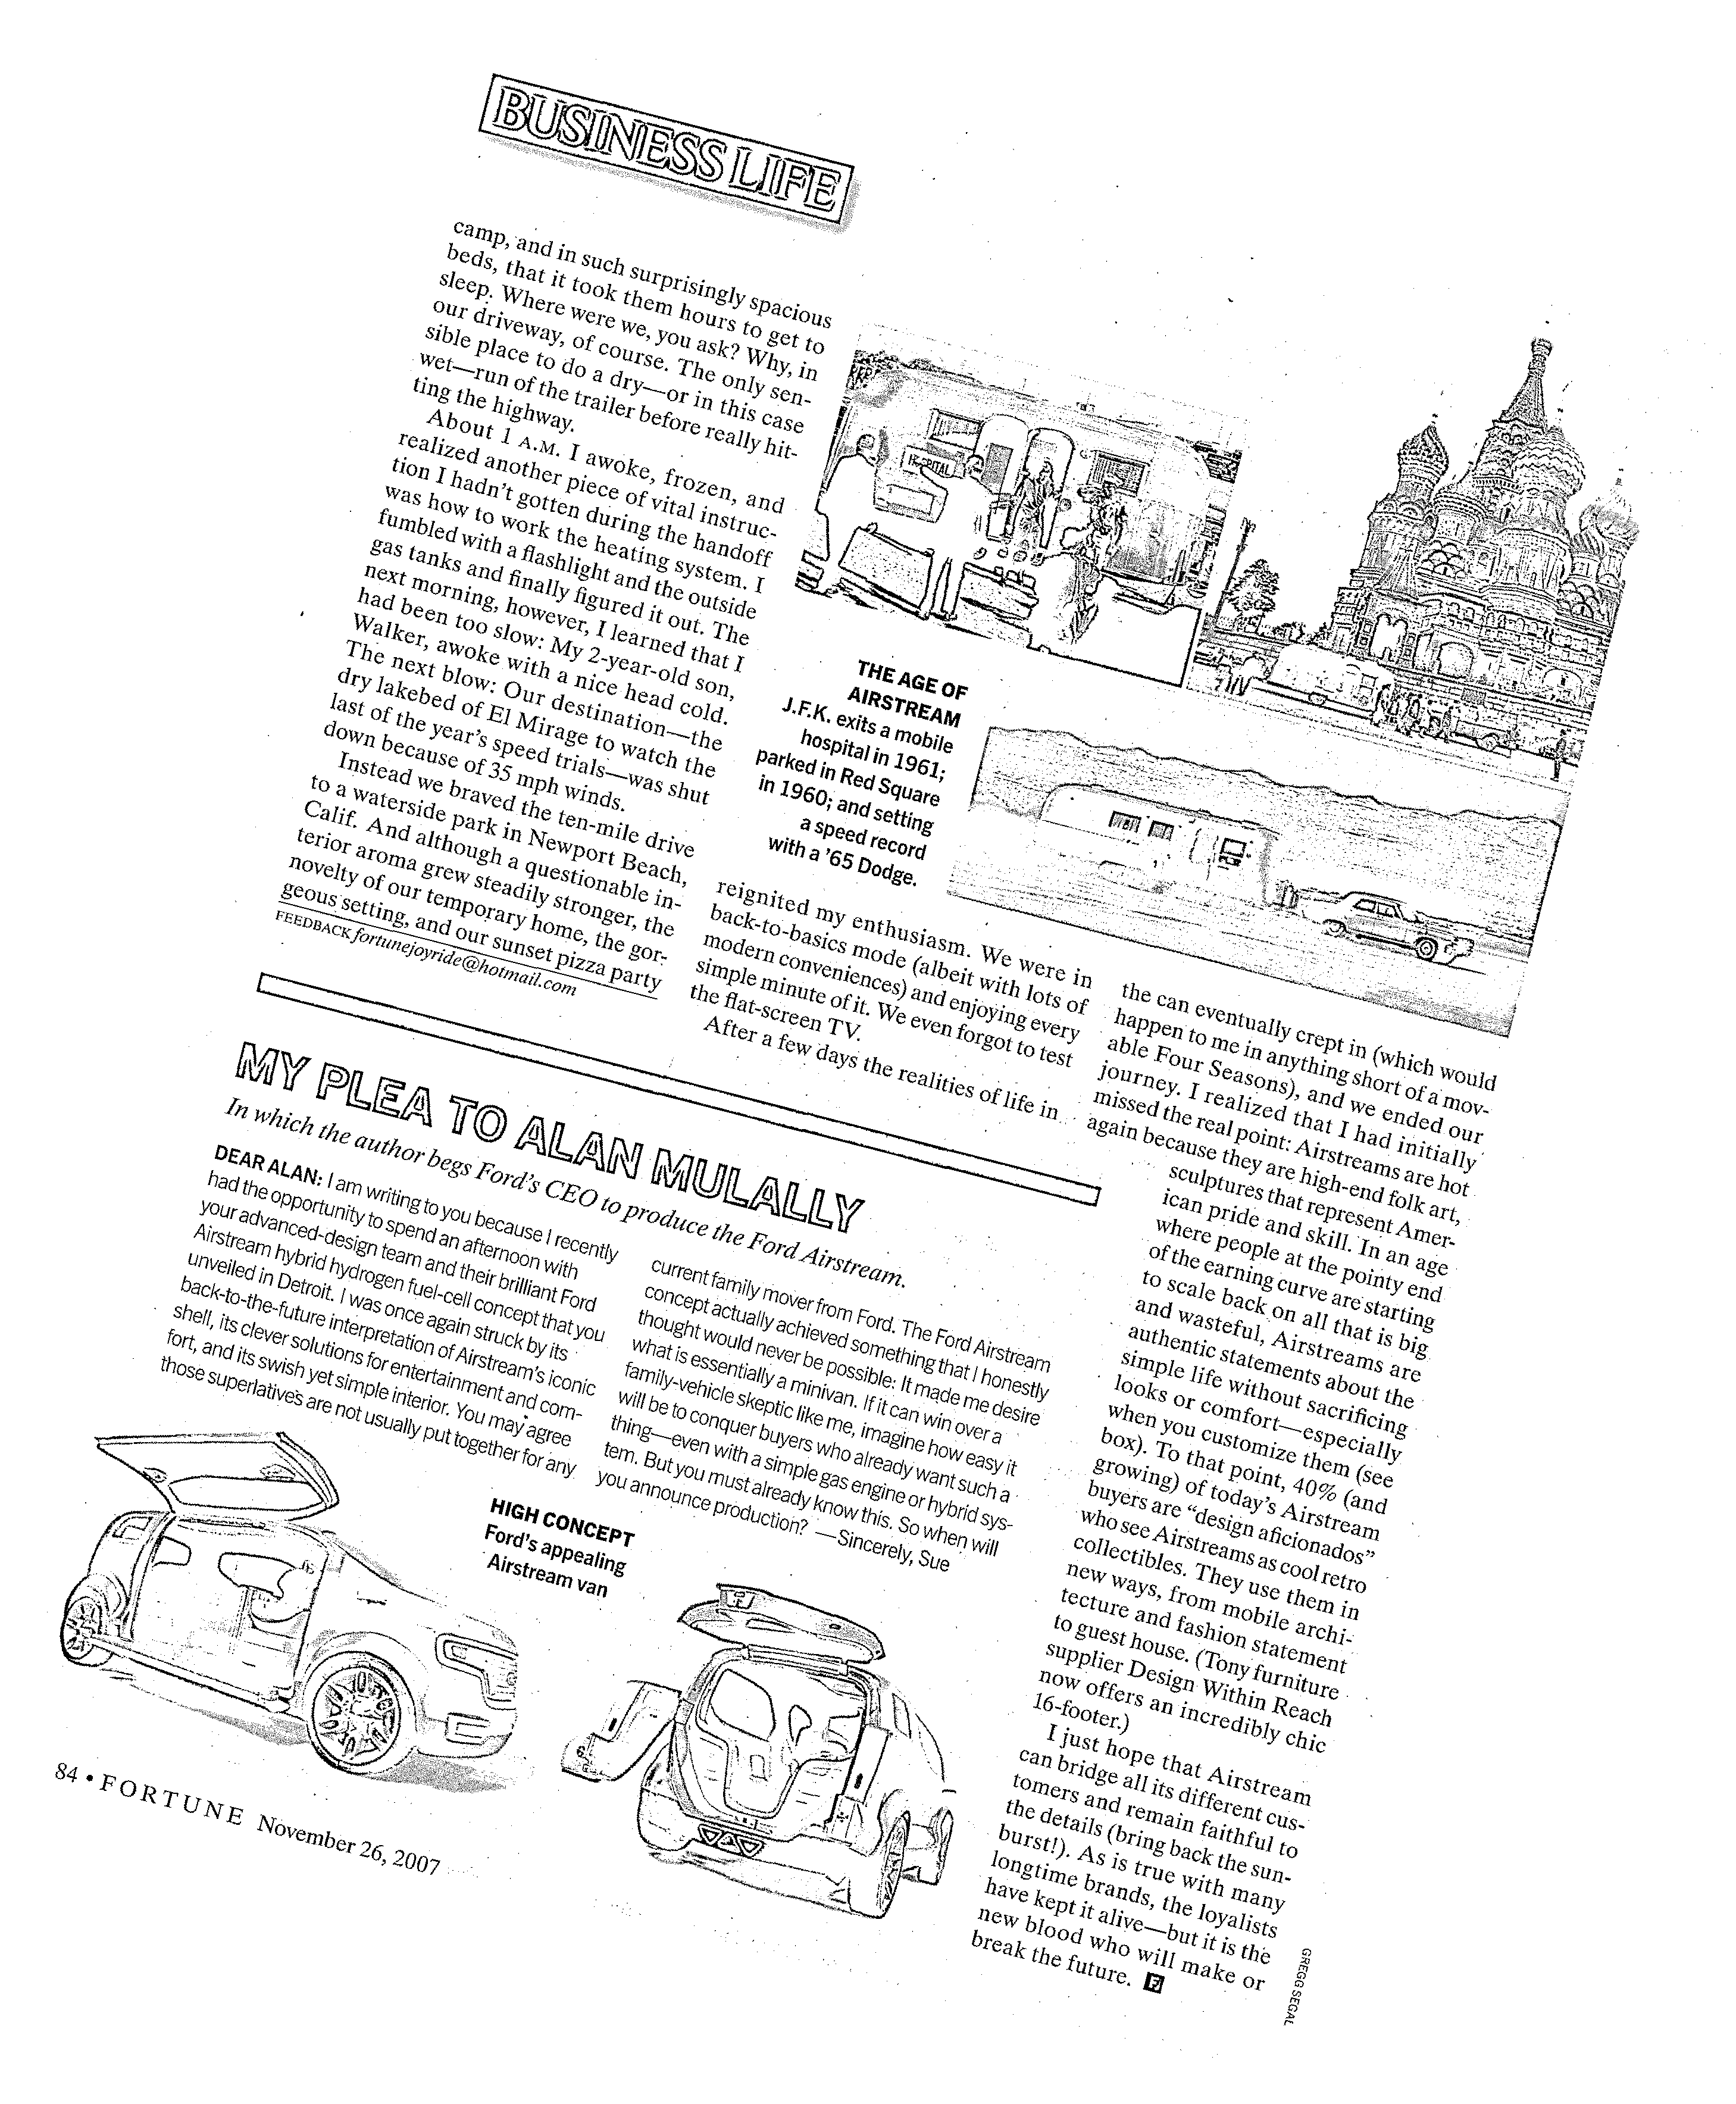 BUSINESS LIFE
camp, and in such surprisingly spacious
beds, that it took them hours to get to
sleep. Where were we, you ask? Why, in
our driveway, of course. The only sen-
sible place to do a dry—or in this case
wet—run of the trailer before really hit-
ting the highway.
About 1 A.M. I awoke, frozen, and
realized another piece of vital instruc-
tion I hadn't gotten during the handoff
was how to work the heating system. I
fumbled with a flashlight and the outside
gas tanks and finally figured it out. The
next morning, however, I learned that I
had been too slow: My 2-year-old son,
Walker, awoke with a nice head cold.
The next blow: Our destination—the
dry lakebed of El Mirage to watch the
last of the year's speed trials—was shut
down because of 35 mph winds.
Instead we braved the ten-mile drive
to a waterside park in Newport Beach,
Calif. And although a questionable in-
terior aroma grew steadily stronger, the
novelty of our temporary home, the gor-
geous setting, and our sunset pizza party
FEEDBACK fortunejoyride@hotmail.com
HOSPITAL
THE AGE OF
AIRSTREAM
J.F.K. exits a mobile
hospital in 1961;
parked in Red Square
in 1960; and setting
a speed record
with a '65 Dodge.
reignited my enthusiasm. We were in
back-to-basics mode (albeit with lots of
modern conveniences) and enjoying every
simple minute of it. We even forgot to test
the flat-screen TV.
After a few days the realities of life in
the can eventually crept in (which would
happen to me in anything short of a mov-
able Four Seasons), and we ended our
journey. I realized that I had initially
missed the real point: Airstreams are hot
again because they are high-end folk art,
sculptures that represent Amer-
ican pride and skill. In an age
where people at the pointy end
of the earning curve are starting
to scale back on all that is big
and wasteful, Airstreams are
authentic statements about the
simple life without sacrificing
looks or comfort—especially
when you customize them (see
box). To that point, 40% (and
growing) of today's Airstream
buyers are "design aficionados"
who see Airstreams as cool retro
collectibles. They use them in
new ways, from mobile archi-
tecture and fashion statement
to guest house. (Tony furniture
supplier Design Within Reach
now offers an incredibly chic
16-footer.)
I just hope that Airstream
can bridge all its different cus-
tomers and remain faithful to
the details (bring back the sun-
burst!). As is true with many
longtime brands, the loyalists
have kept it alive—but it is the
new blood who will make or
break the future. F
GREGG SEGAL
MY PLEA TO ALAN MULALLY
In which the author begs Ford's CEO to produce the Ford Airstream.
DEAR ALAN: I am writing to you because I recently
had the opportunity to spend an afternoon with
your advanced-design team and their brilliant Ford
Airstream hybrid hydrogen fuel-cell concept that you
unveiled in Detroit. I was once again struck by its
back-to-the-future interpretation of Airstream's iconic
shell, its clever solutions for entertainment and com-
fort, and its swish yet simple interior. You may agree
those superlatives are not usually put together for any
current family mover from Ford. The Ford Airstream
concept actually achieved something that I honestly
thought would never be possible: It made me desire
what is essentially a minivan. If it can win over a
family-vehicle skeptic like me, imagine how easy it
will be to conquer buyers who already want such a
thing—even with a simple gas engine or hybrid sys-
tem. But you must already know this. So when will
you announce production? —Sincerely, Sue
HIGH CONCEPT
Ford's appealing
Airstream van
84 • FORTUNE November 26, 2007